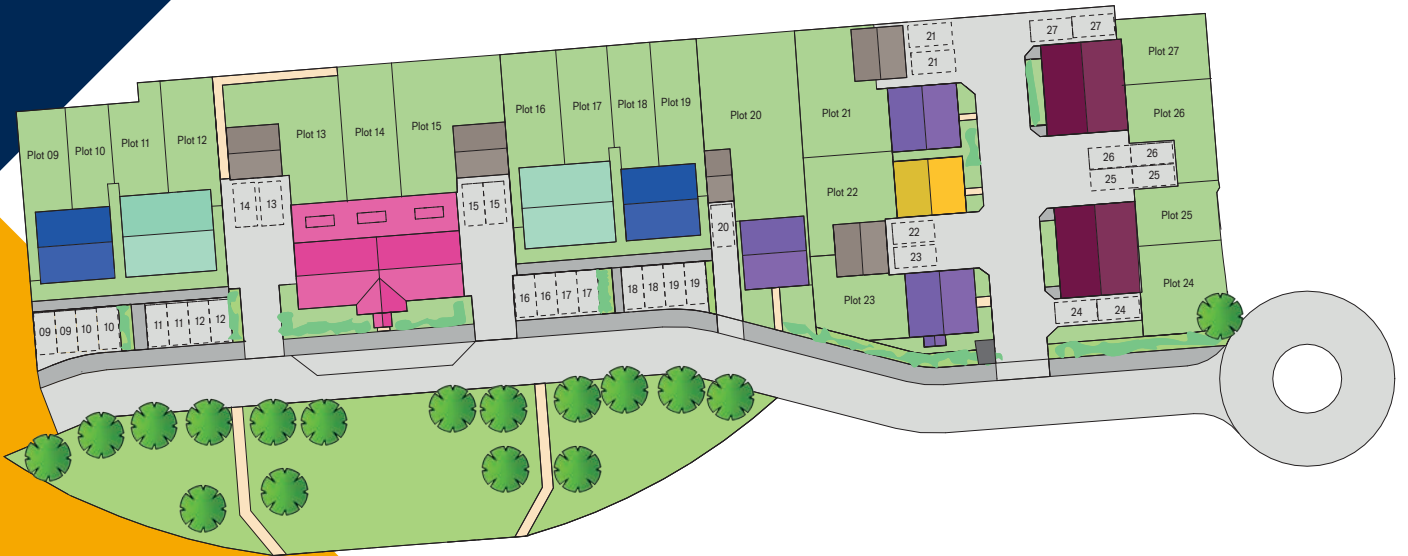 Plot 09
Plot 10
Plot 11
Plot 12
Plot 13
Plot 14
Plot 15
Plot 16
Plot 17
Plot 18
Plot 19
Plot 20
Plot 21
Plot 22
Plot 23
Plot 27
Plot 26
Plot 25
Plot 24
09 09 10 10
11 11 12 12
14 13
15 15
16 16 17 17
18 18 19 19
20
21
21
22
23
27 27
26 26
25 25
24 24